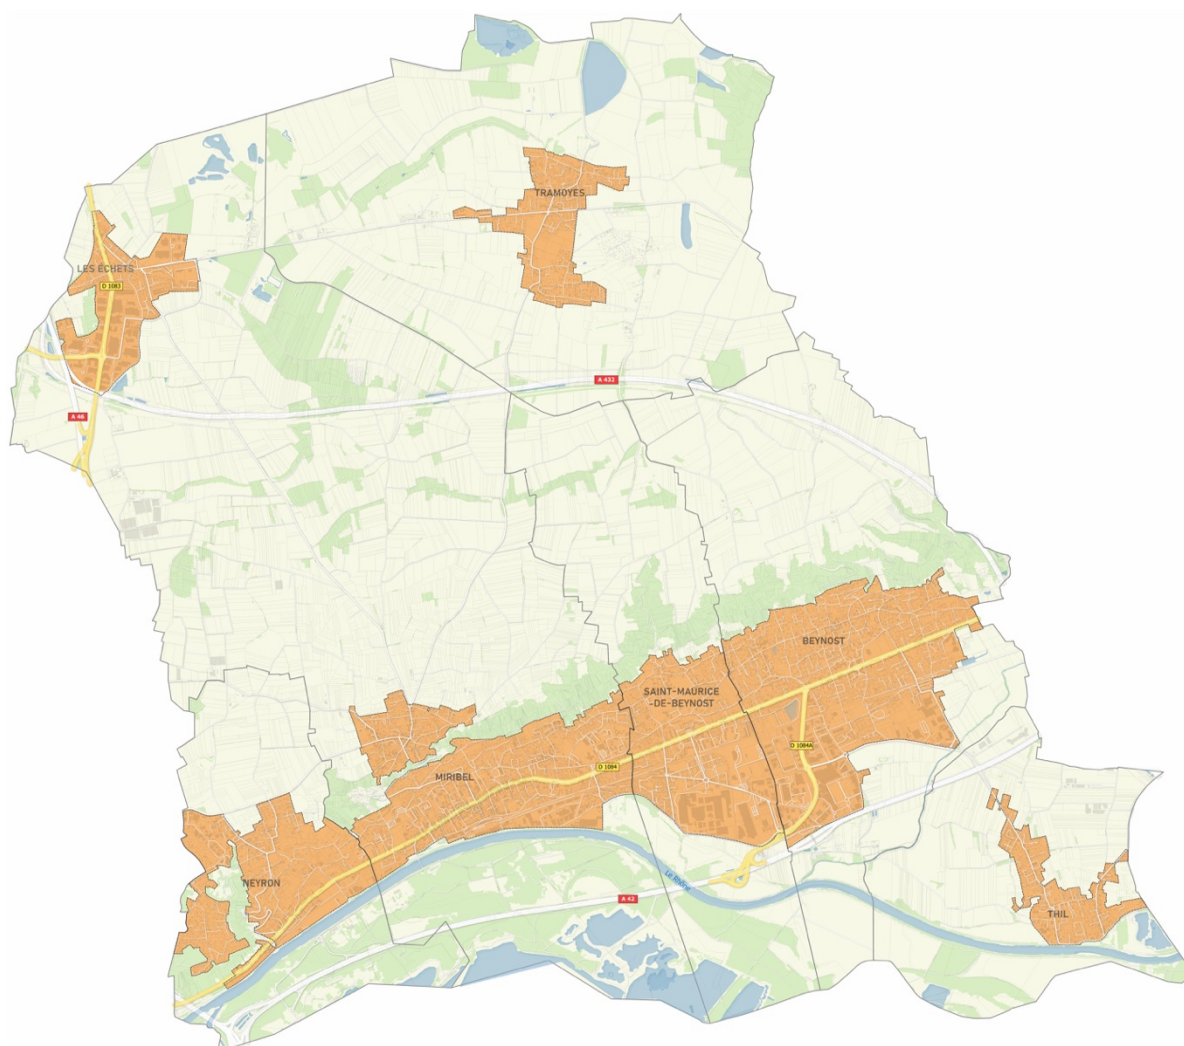 TRAMOYES
LES ÉCHETS
D 1083
A 432
A 46
BEYNOST
SAINT-MAURICE
-DE-BEYNOST
D 1084A
D 1084
MIRIBEL
Le Rhône
NEYRON
A 42
THIL